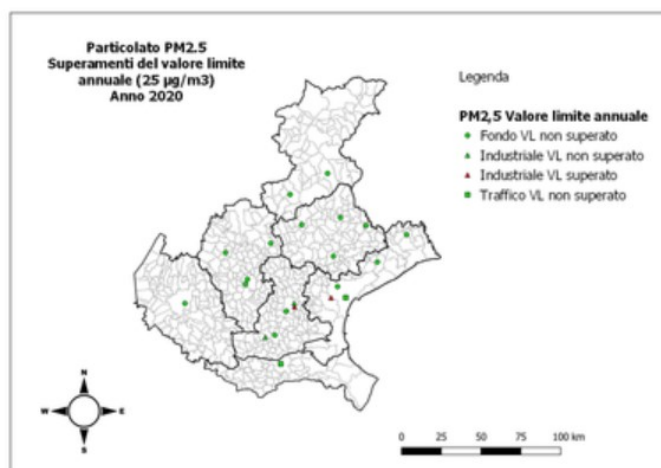 Particolato PM2.5
Superamenti del valore limite
annuale (25 µg/m3)
Anno 2020
Legenda
PM2,5 Valore limite annuale
Fondo VL non superato
Industriale VL non superato
Industriale VL superato
Traffico VL non superato
N
W E
S
0 25 50 75 100 km